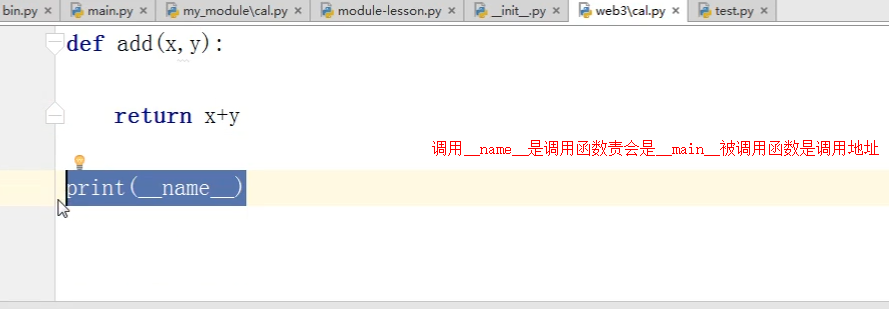 bin.py main.py my_module\cal.py module-lesson.py __init__.py web3\cal.py test.py
def add(x,y):
return x+y
调用__name__是调用函数责会是__main__被调用函数是调用地址
print(__name__)